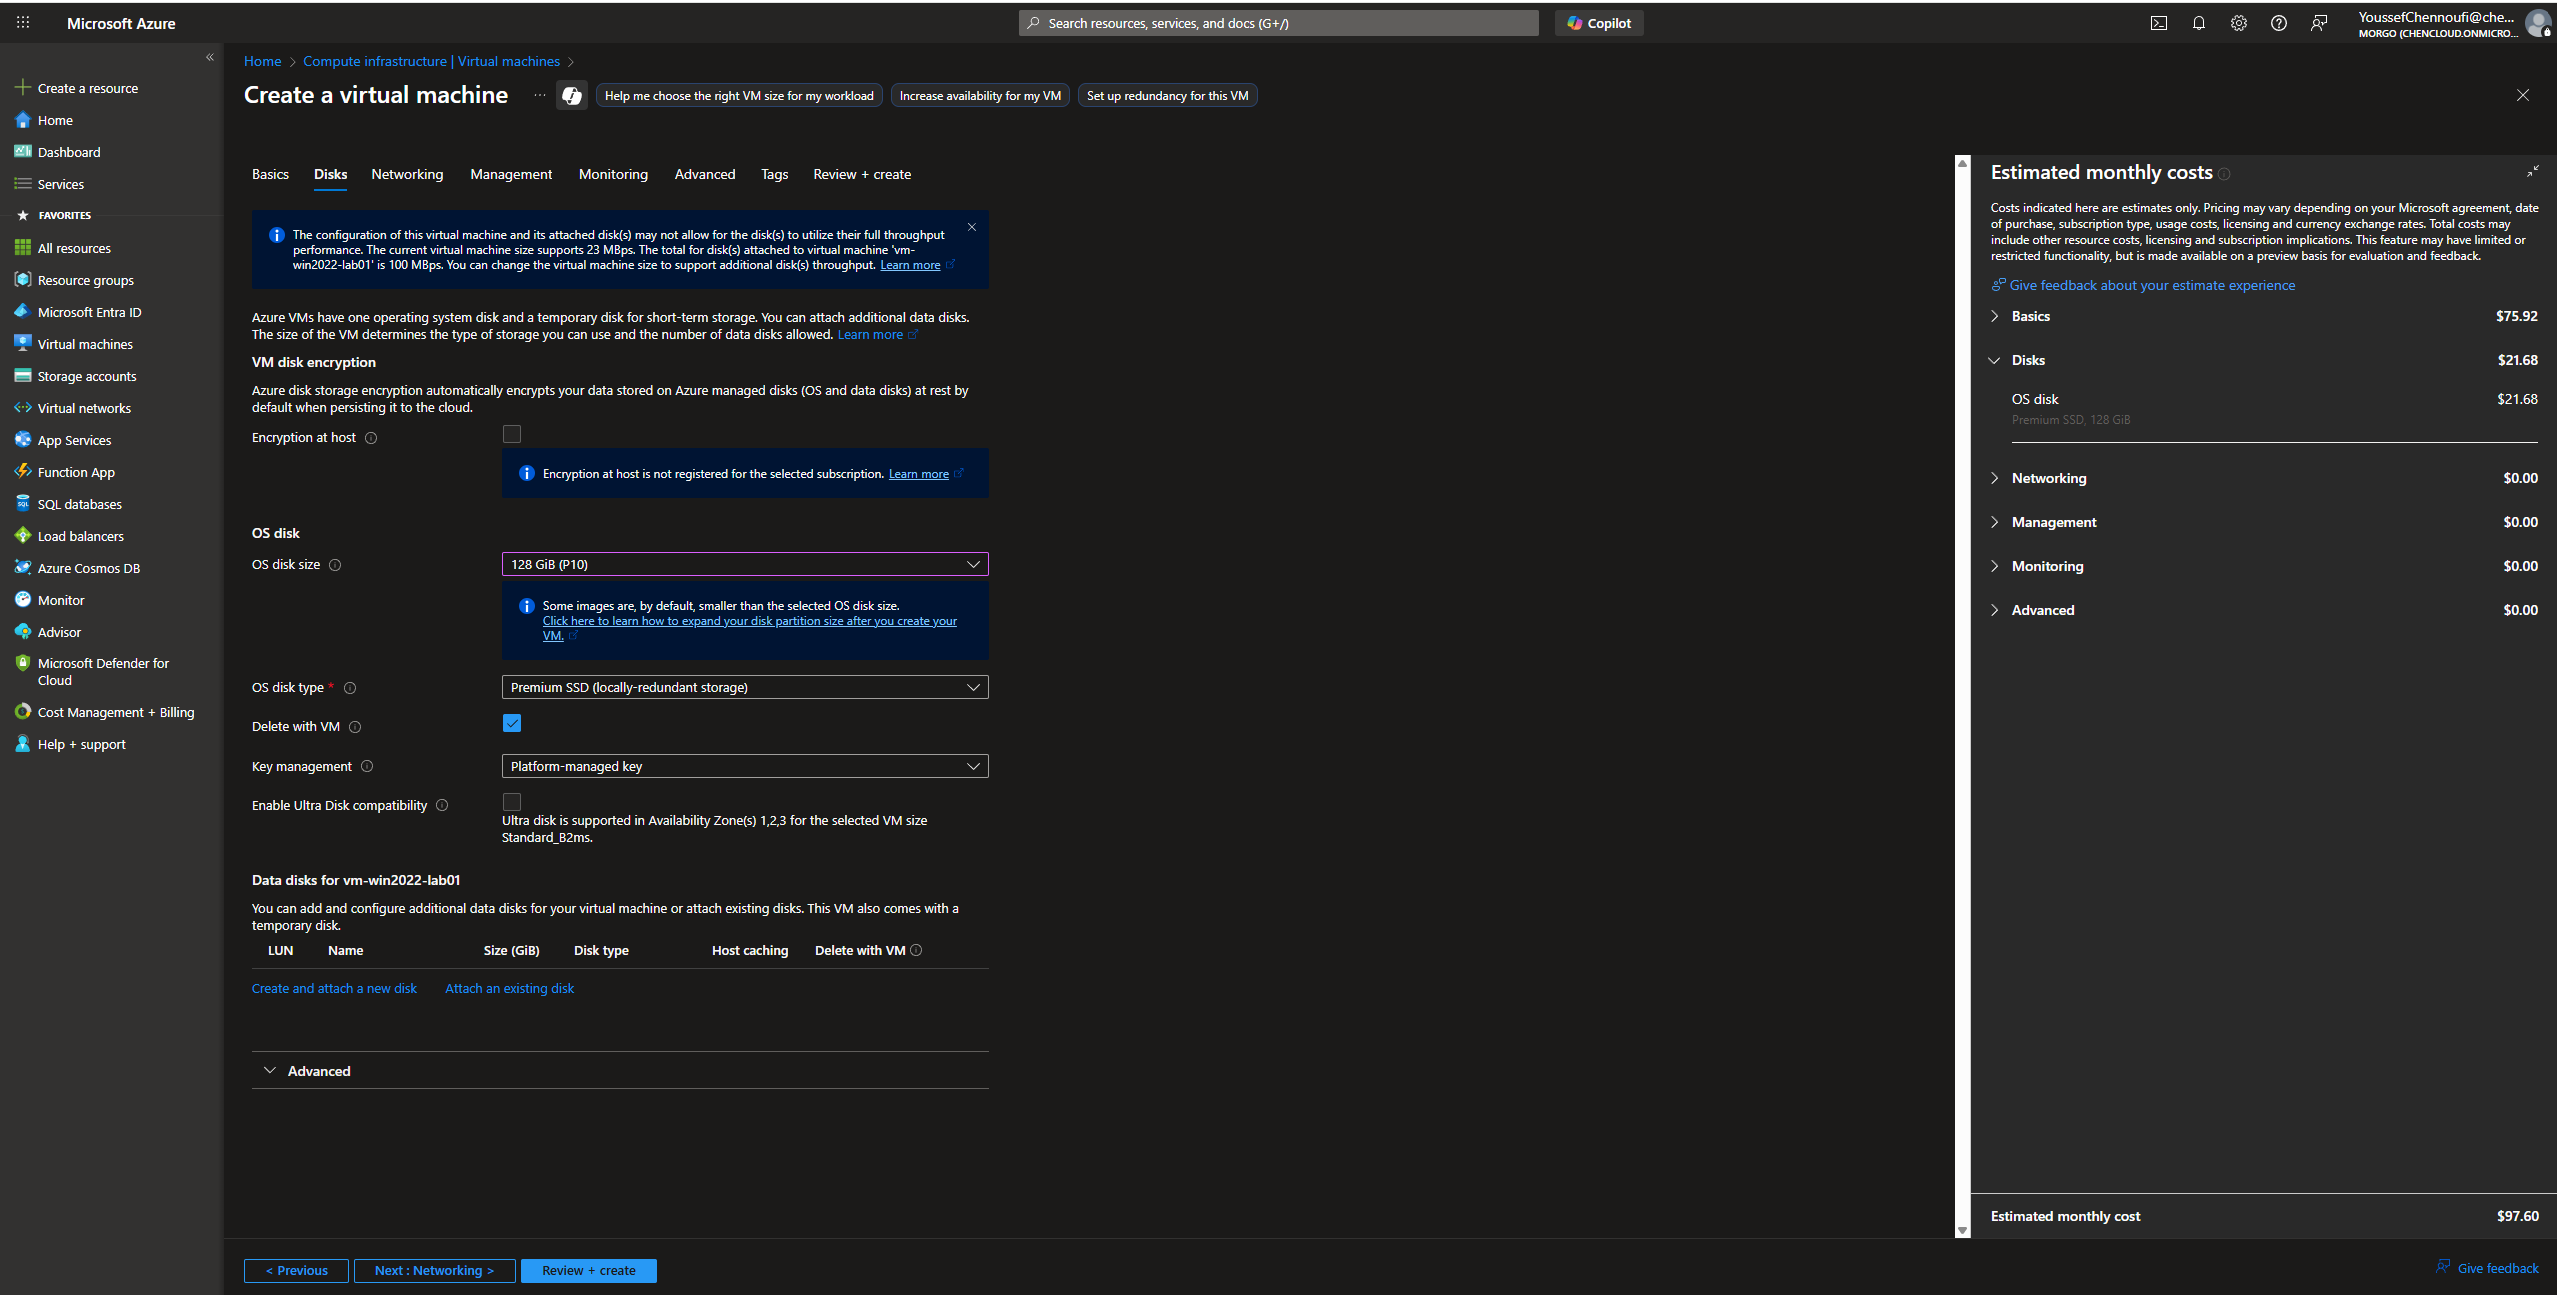 Microsoft Azure
Search resources, services, and docs (G+/)
Copilot
YoussefChennoufi@che...
MORGO (CHENCLOUD.ONMICRO...
«
Create a resource
Home
Dashboard
Services
FAVORITES
All resources
Resource groups
Microsoft Entra ID
Virtual machines
Storage accounts
Virtual networks
App Services
Function App
SQL databases
Load balancers
Azure Cosmos DB
Monitor
Advisor
Microsoft Defender for
Cloud
Cost Management + Billing
Help + support
Home > Compute infrastructure | Virtual machines >
Create a virtual machine
...
Help me choose the right VM size for my workload
Increase availability for my VM
Set up redundancy for this VM
Basics
Disks
Networking
Management
Monitoring
Advanced
Tags
Review + create
The configuration of this virtual machine and its attached disk(s) may not allow for the disk(s) to utilize their full throughput
performance. The current virtual machine size supports 23 MBps. The total for disk(s) attached to virtual machine 'vm-
win2022-lab01' is 100 MBps. You can change the virtual machine size to support additional disk(s) throughput. Learn more
Azure VMs have one operating system disk and a temporary disk for short-term storage. You can attach additional data disks.
The size of the VM determines the type of storage you can use and the number of data disks allowed. Learn more
VM disk encryption
Azure disk storage encryption automatically encrypts your data stored on Azure managed disks (OS and data disks) at rest by
default when persisting it to the cloud.
Encryption at host
Encryption at host is not registered for the selected subscription. Learn more
OS disk
OS disk size
128 GiB (P10)
Some images are, by default, smaller than the selected OS disk size.
Click here to learn how to expand your disk partition size after you create your
VM.
OS disk type *
Premium SSD (locally-redundant storage)
Delete with VM
Key management
Platform-managed key
Enable Ultra Disk compatibility
Ultra disk is supported in Availability Zone(s) 1,2,3 for the selected VM size
Standard_B2ms.
Data disks for vm-win2022-lab01
You can add and configure additional data disks for your virtual machine or attach existing disks. This VM also comes with a
temporary disk.
LUN Name Size (GiB) Disk type Host caching Delete with VM
Create and attach a new disk
Attach an existing disk
Advanced
< Previous
Next : Networking >
Review + create
Estimated monthly costs
Costs indicated here are estimates only. Pricing may vary depending on your Microsoft agreement, date
of purchase, subscription type, usage costs, licensing and currency exchange rates. Total costs may
include other resource costs, licensing and subscription implications. This feature may have limited or
restricted functionality, but is made available on a preview basis for evaluation and feedback.
Give feedback about your estimate experience
Basics $75.92
Disks $21.68
OS disk $21.68
Premium SSD, 128 GiB
Networking $0.00
Management $0.00
Monitoring $0.00
Advanced $0.00
Estimated monthly cost $97.60
Give feedback